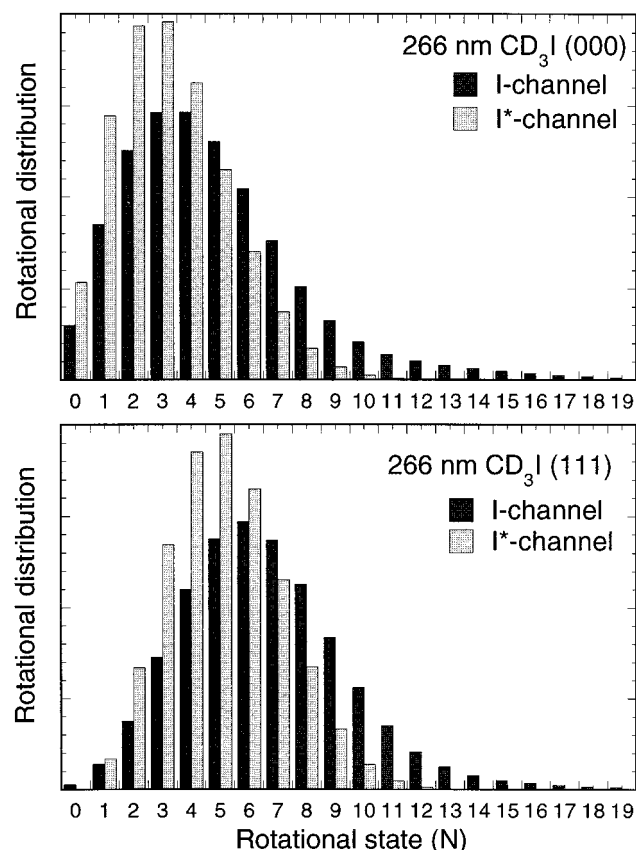 266 nm CD₃I (000)
I-channel
I*-channel
Rotational distribution
0 1 2 3 4 5 6 7 8 9 10 11 12 13 14 15 16 17 18 19
266 nm CD₃I (111)
I-channel
I*-channel
Rotational distribution
0 1 2 3 4 5 6 7 8 9 10 11 12 13 14 15 16 17 18 19
Rotational state (N)